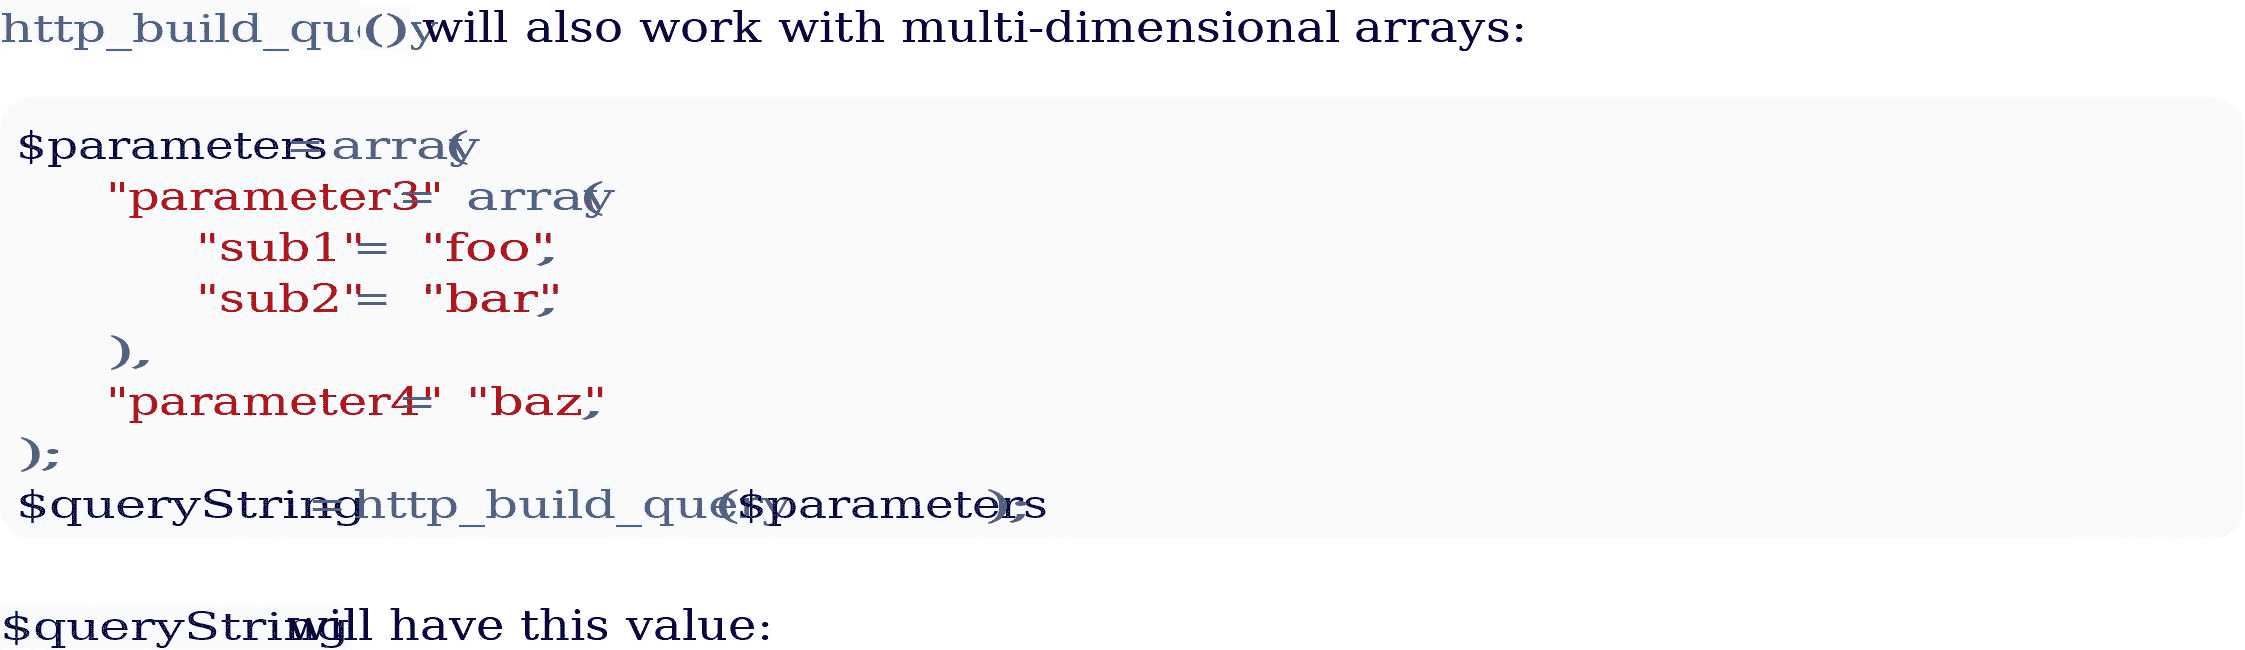 http_build_query() will also work with multi-dimensional arrays:
$parameters = array(
"parameter3" = array(
"sub1" = "foo",
"sub2" = "bar",
),
"parameter4" = "baz",
);
$queryString = http_build_query($parameters);
$queryString will have this value: